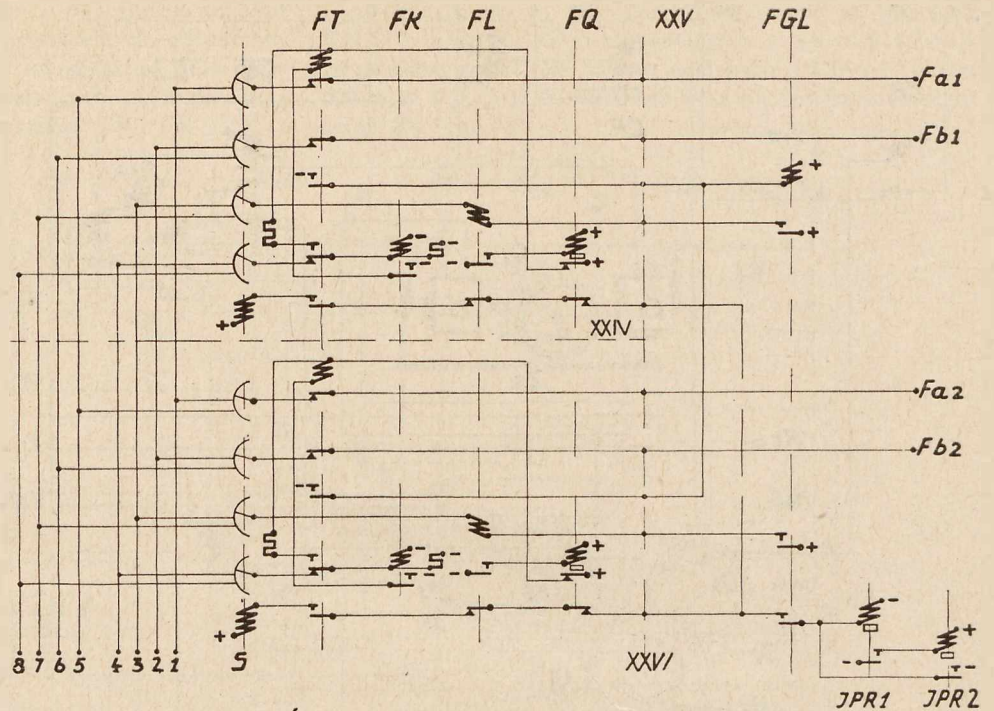 FT FK FL FQ XXV FGL
Fa1
Fb1
+
-
+
- - +
- +
+
XXIV
Fa2
Fb2
-
- - +
- - +
+
+
- +
- -
8 7 6 5 4 3 2 1 S XXVI
JPR1 JPR2